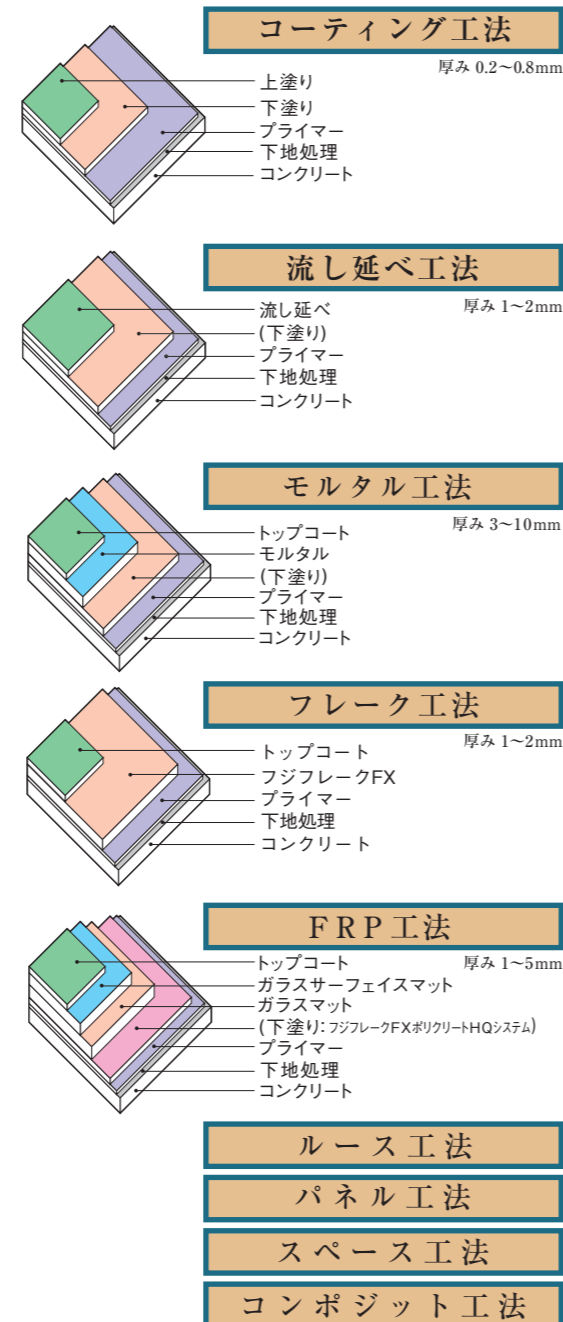 コーティング工法
厚み 0.2〜0.8mm
上塗り
下塗り
プライマー
下地処理
コンクリート
流し延べ工法
厚み 1〜2mm
流し延べ
(下塗り)
プライマー
下地処理
コンクリート
モルタル工法
厚み 3〜10mm
トップコート
モルタル
(下塗り)
プライマー
下地処理
コンクリート
フレーク工法
厚み 1〜2mm
トップコート
フジフレークFX
プライマー
下地処理
コンクリート
FRP工法
厚み 1〜5mm
トップコート
ガラスサーフェイスマット
ガラスマット
(下塗り:フジフレークFXポリクリートHQシステム)
プライマー
下地処理
コンクリート
ルース工法
パネル工法
スペース工法
コンポジット工法